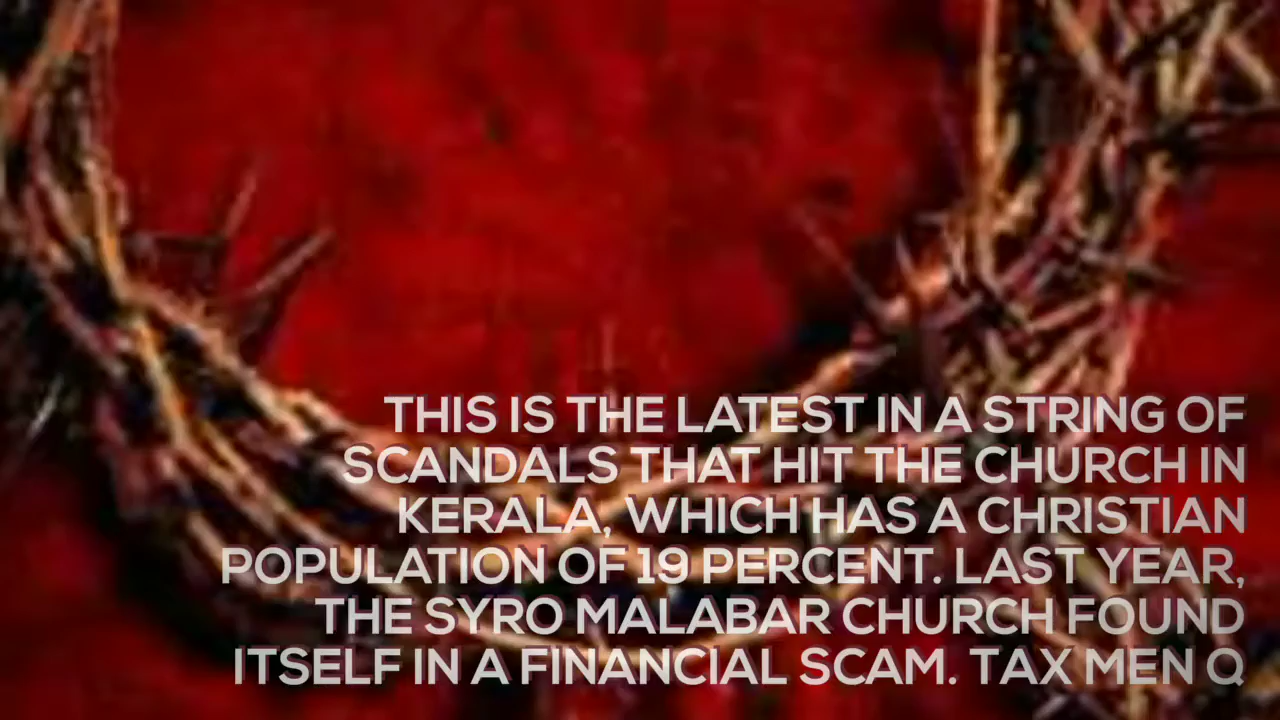 THIS IS THE LATEST IN A STRING OF
SCANDALS THAT HIT THE CHURCH IN
KERALA, WHICH HAS A CHRISTIAN
POPULATION OF 19 PERCENT. LAST YEAR,
THE SYRO MALABAR CHURCH FOUND
ITSELF IN A FINANCIAL SCAM. TAX MEN Q